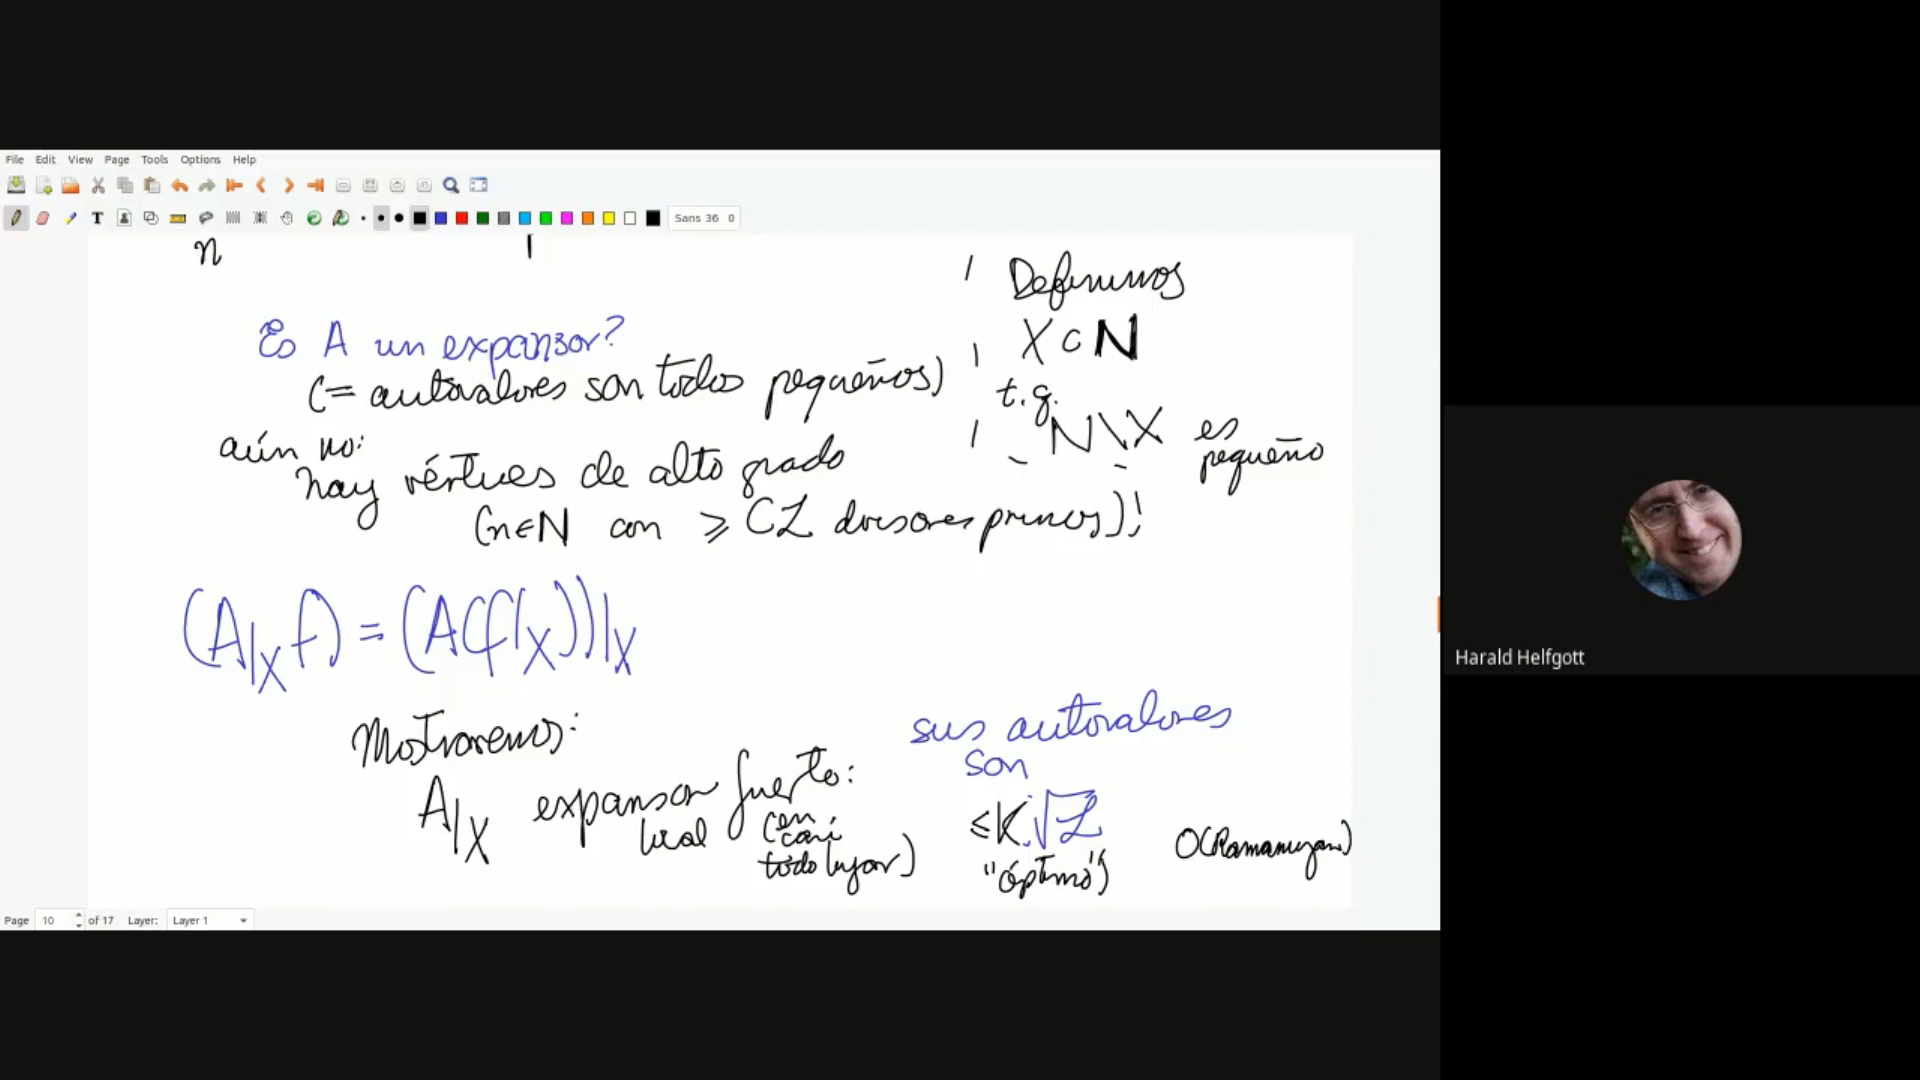 File Edit View Page Tools Options Help
Sans 36 0
n
Es A un expansor?
(= autovalores son todos pequeños)
aún no:
hay vértices de alto grado
(n∈N con ⩾ CL divisores primos)!
Definimos
X ⊂ N
t.q.
N\X es
pequeño
(A|X f) = (A(f|X))|X
Mostraremos:
A|X expansor fuerte:
local (en casi
todo lugar)
sus autovalores
son
≤ K.√L
"óptimo")
O(Ramanujan)
Harald Helfgott
Page 10 of 17 Layer: Layer 1